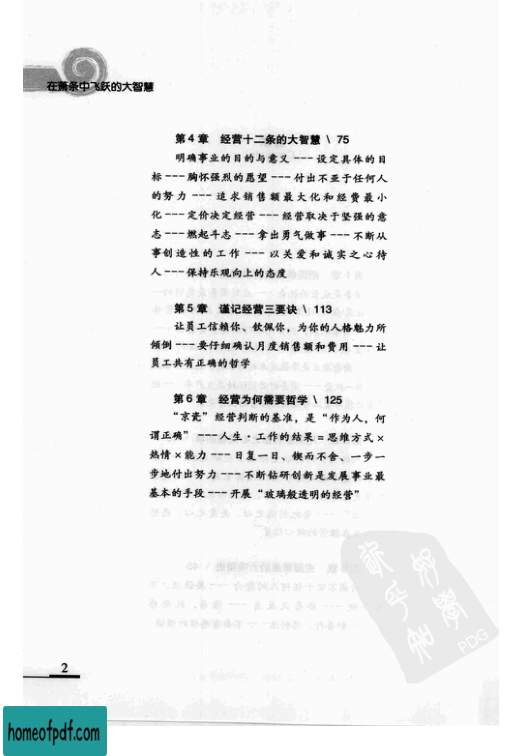 在萧条中飞跃的大智慧
第4章 经营十二条的大智慧 \ 75
明确事业的目的与意义 --- 设定具体的目
标 --- 胸怀强烈的愿望 --- 付出不亚于任何人
的努力 --- 追求销售额最大化和经费最小
化 --- 定价决定经营 --- 经营取决于坚强的意
志 --- 燃起斗志 --- 拿出勇气做事 --- 不断从
事创造性的工作 --- 以关爱和诚实之心待
人 --- 保持乐观向上的态度
第5章 谨记经营三要诀 \ 113
让员工信赖你、钦佩你，为你的人格魅力所
倾倒 --- 要仔细确认月度销售额和费用 --- 让
员工共有正确的哲学
第6章 经营为何需要哲学 \ 125
“京瓷”经营判断的基准，是“作为人，何
谓正确” --- 人生·工作的结果=思维方式×
热情×能力 --- 日复一日、锲而不舍、一步一
步地付出努力 --- 不断钻研创新是发展事业最
基本的手段 --- 开展“玻璃般透明的经营”
PDG
2
homeofpdf.com